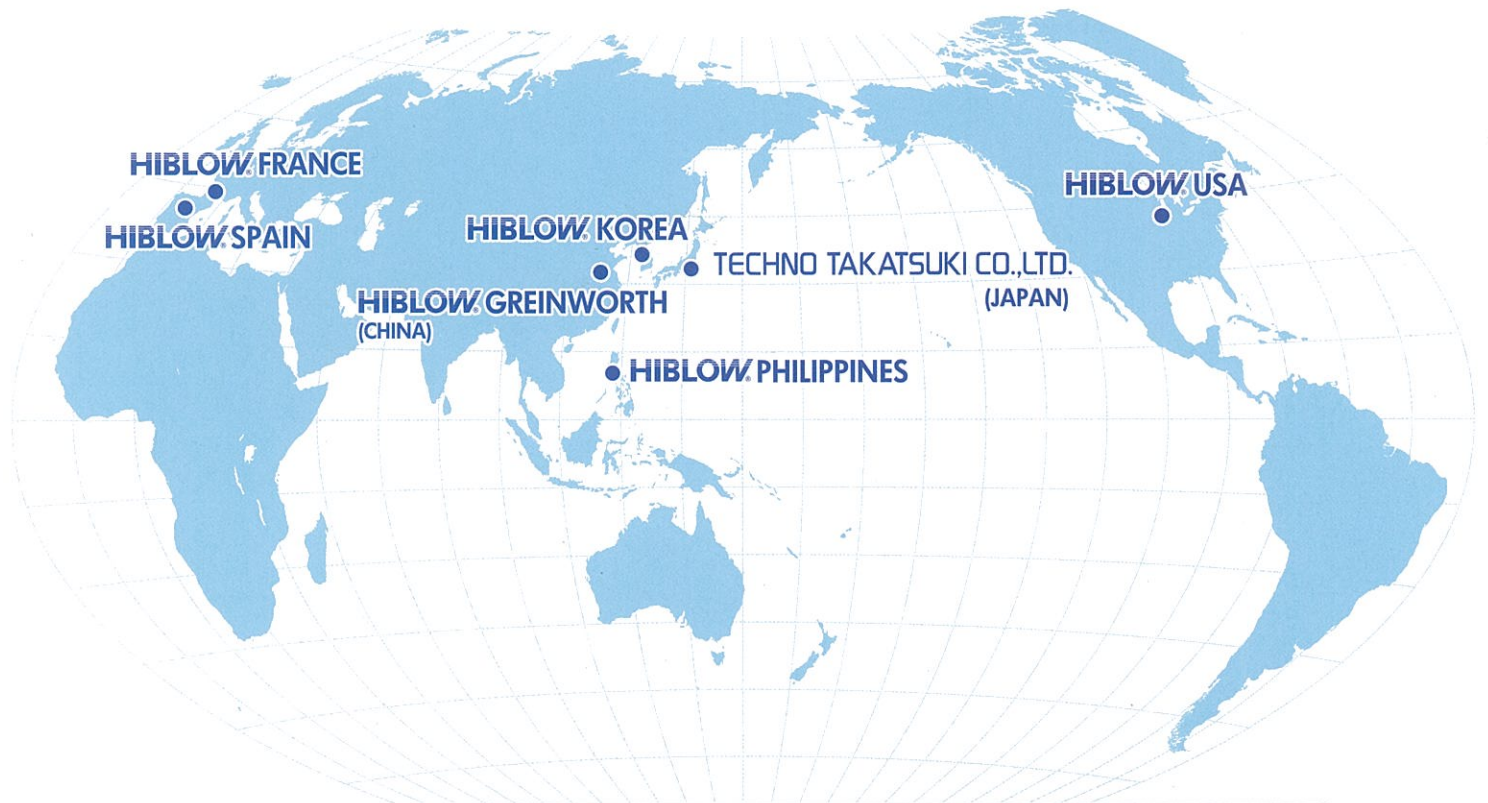 HIBLOW® FRANCE
HIBLOW® USA
HIBLOW® SPAIN
HIBLOW® KOREA
TECHNO TAKATSUKI CO.,LTD.
(JAPAN)
HIBLOW® GREINWORTH
(CHINA)
HIBLOW® PHILIPPINES